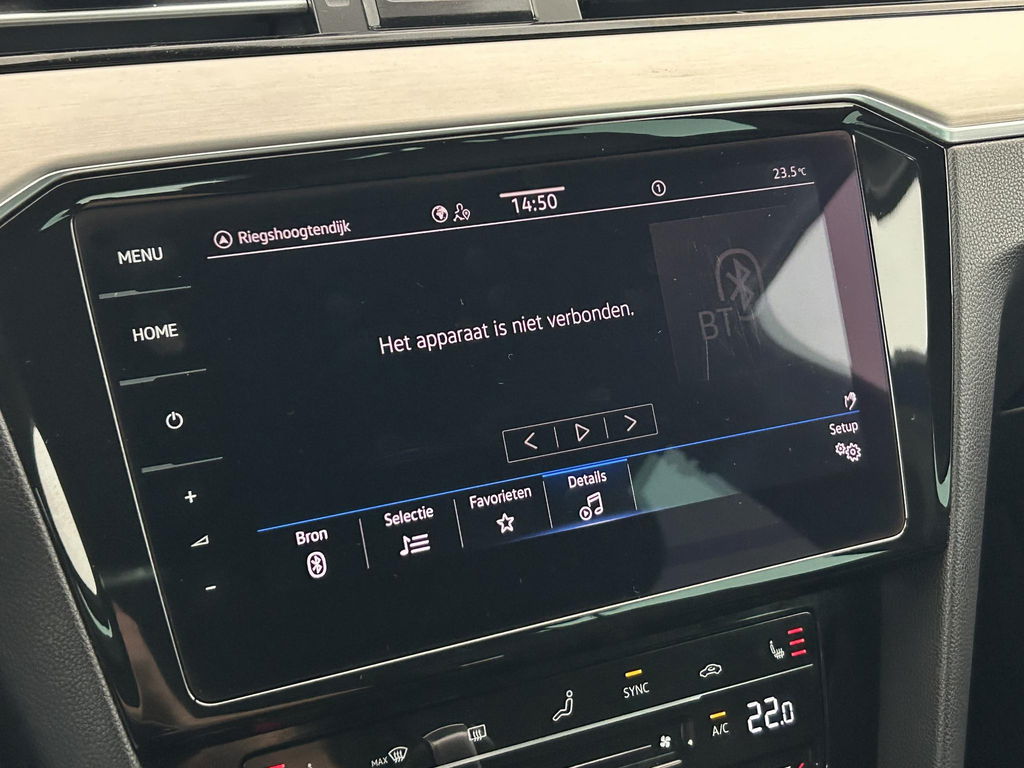 Riegshoogtendijk
14:50
1
23.5°C
MENU
HOME
Het apparaat is niet verbonden.
BT
+
-
Setup
Bron
Selectie
Favorieten
Details
SYNC
MAX
A/C
22.0